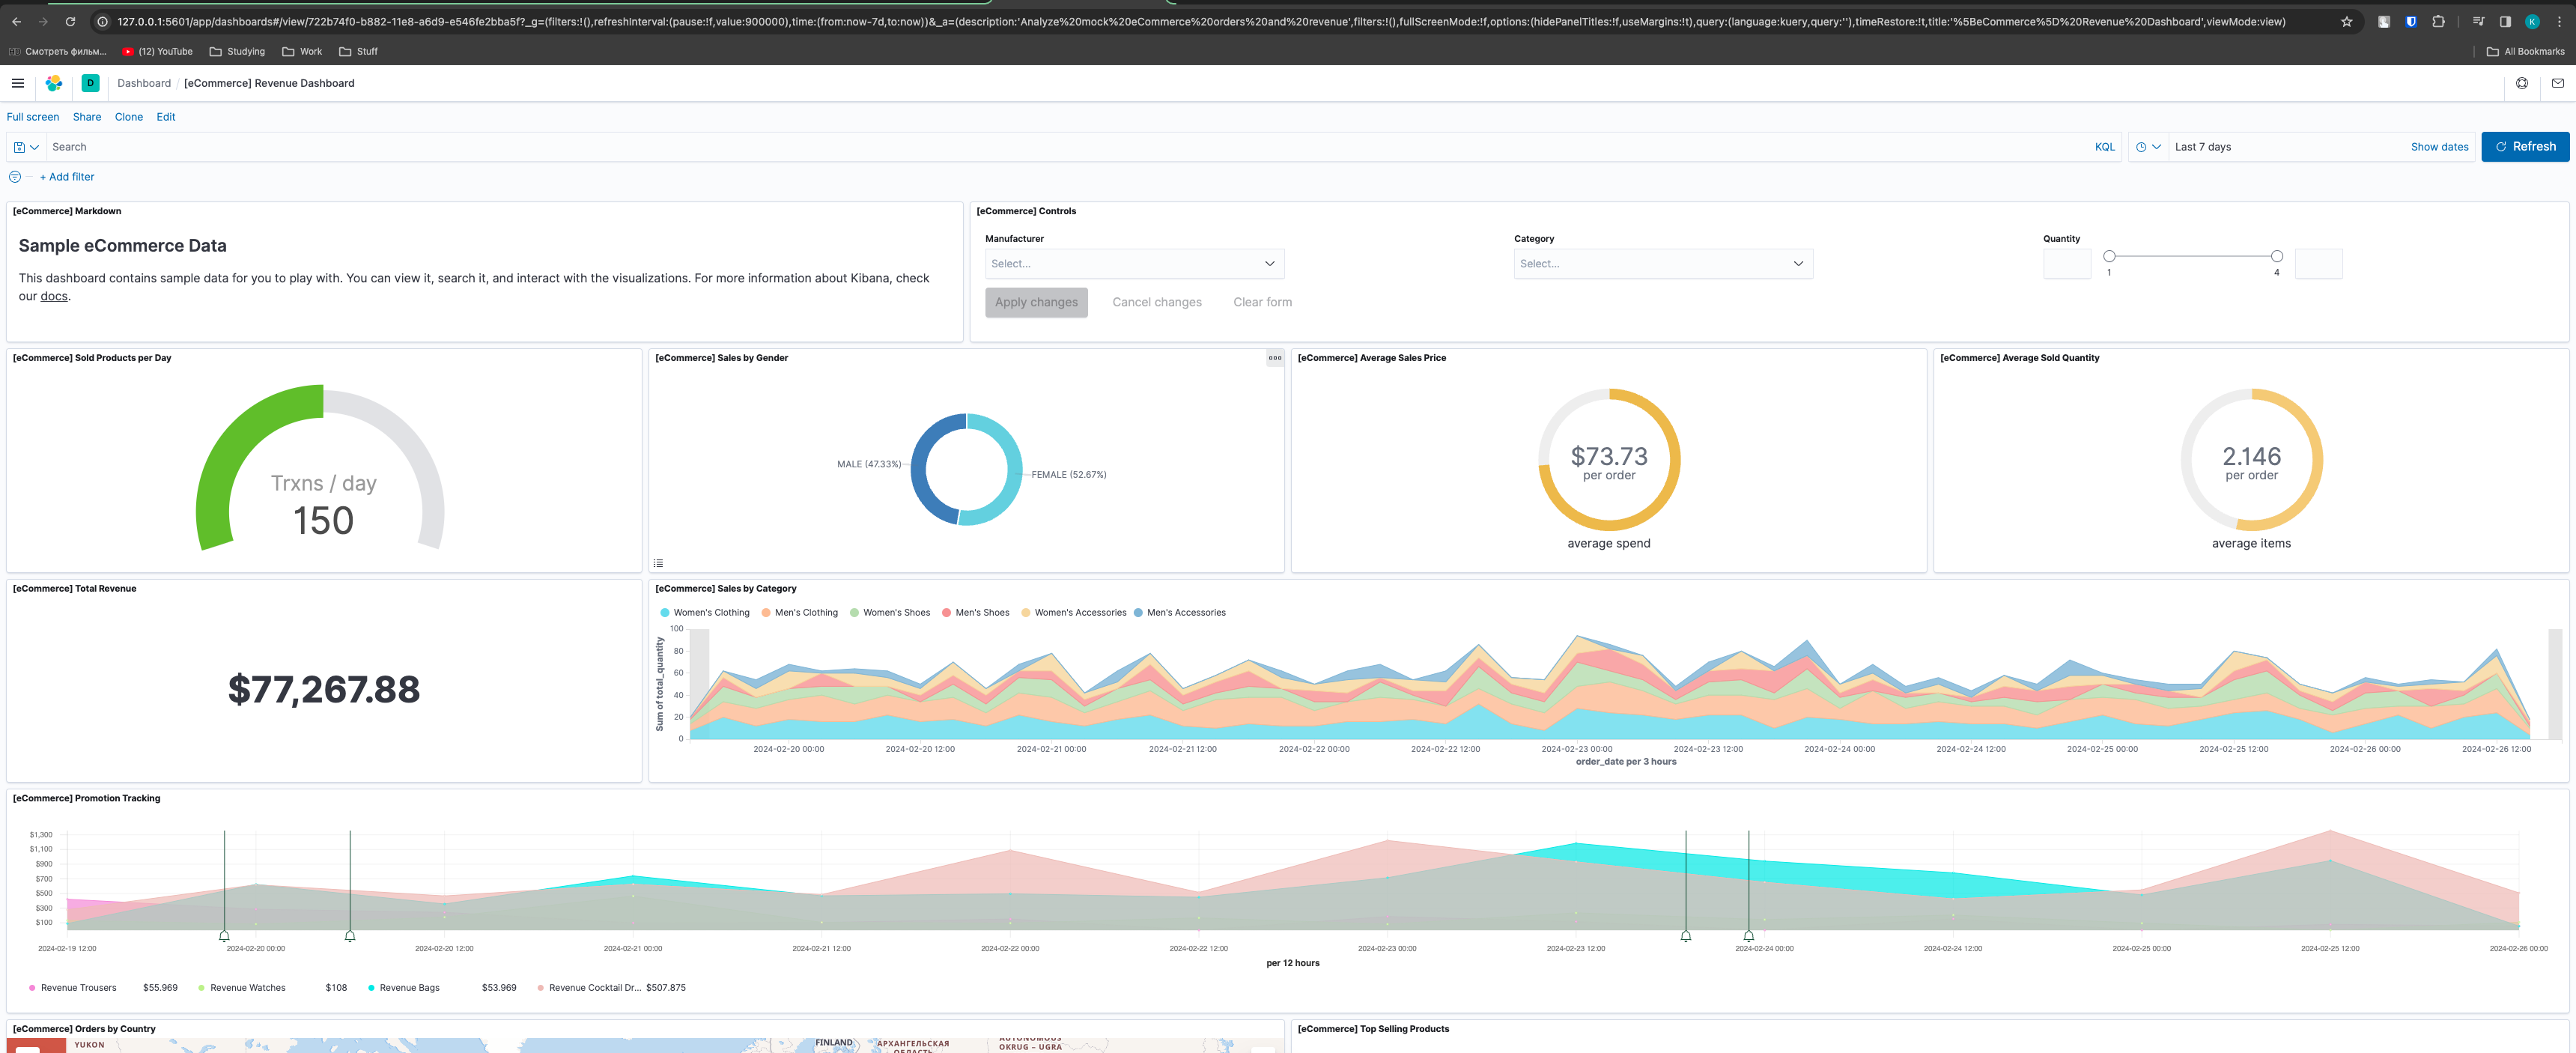 127.0.0.1:5601/app/dashboards#/view/722b74f0-b882-11e8-a6d9-e546fe2bba5f?_g=(filters:!(),refreshInterval:(pause:!f,value:900000),time:(from:now-7d,to:now))&_a=(description:'Analyze%20mock%20eCommerce%20orders%20and%20revenue',filters:!(),fullScreenMode:!f,options:(hidePanelTitles:!f,useMargins:!t),query:(language:kuery,query:''),timeRestore:!t,title:'%5BeCommerce%5D%20Revenue%20Dashboard',viewMode:view)
K
HD Смотреть фильм... (12) YouTube Studying Work Stuff All Bookmarks
D Dashboard / [eCommerce] Revenue Dashboard
Full screen Share Clone Edit
Search KQL Last 7 days Show dates Refresh
+ Add filter
[eCommerce] Markdown
Sample eCommerce Data
This dashboard contains sample data for you to play with. You can view it, search it, and interact with the visualizations. For more information about Kibana, check
our docs.
[eCommerce] Controls
Manufacturer Category Quantity
Select... Select... 1 4
Apply changes Cancel changes Clear form
[eCommerce] Sold Products per Day
Trxns / day
150
[eCommerce] Sales by Gender
MALE (47.33%)
FEMALE (52.67%)
[eCommerce] Average Sales Price
$73.73
per order
average spend
[eCommerce] Average Sold Quantity
2.146
per order
average items
[eCommerce] Total Revenue
$77,267.88
[eCommerce] Sales by Category
Women's Clothing Men's Clothing Women's Shoes Men's Shoes Women's Accessories Men's Accessories
Sum of total_quantity
100
80
60
40
20
0
2024-02-20 00:00 2024-02-20 12:00 2024-02-21 00:00 2024-02-21 12:00 2024-02-22 00:00 2024-02-22 12:00 2024-02-23 00:00 2024-02-23 12:00 2024-02-24 00:00 2024-02-24 12:00 2024-02-25 00:00 2024-02-25 12:00 2024-02-26 00:00 2024-02-26 12:00
order_date per 3 hours
[eCommerce] Promotion Tracking
$1,300
$1,100
$900
$700
$500
$300
$100
2024-02-19 12:00 2024-02-20 00:00 2024-02-20 12:00 2024-02-21 00:00 2024-02-21 12:00 2024-02-22 00:00 2024-02-22 12:00 2024-02-23 00:00 2024-02-23 12:00 2024-02-24 00:00 2024-02-24 12:00 2024-02-25 00:00 2024-02-25 12:00 2024-02-26 00:00
per 12 hours
Revenue Trousers $55.969 Revenue Watches $108 Revenue Bags $53.969 Revenue Cocktail Dr... $507.875
[eCommerce] Orders by Country
YUKON
FINLAND
АРХАНГЕЛЬСКАЯ
ОБЛАСТЬ
AUTONOMOUS
OKRUG – UGRA
[eCommerce] Top Selling Products